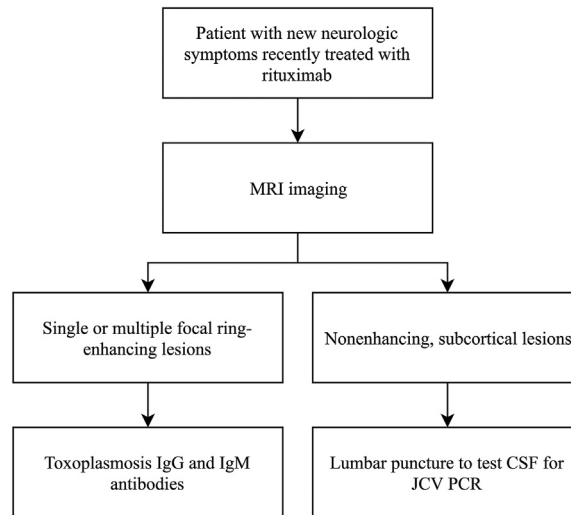 Patient with new neurologic
symptoms recently treated with
rituximab
MRI imaging
Single or multiple focal ring-
enhancing lesions
Nonenhancing, subcortical lesions
Toxoplasmosis IgG and IgM
antibodies
Lumbar puncture to test CSF for
JCV PCR